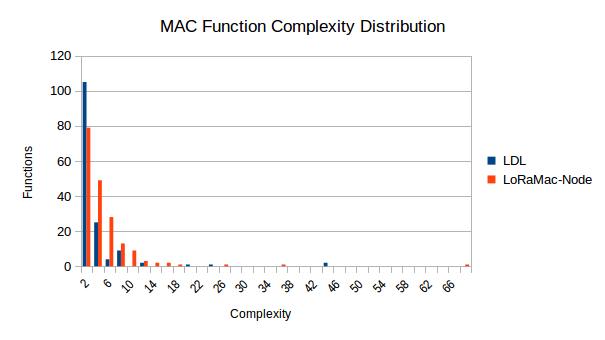 MAC Function Complexity Distribution
120
100
80
60
40
20
0
Functions
2 6 10 14 18 22 26 30 34 38 42 46 50 54 58 62 66
Complexity
LDL
LoRaMac-Node